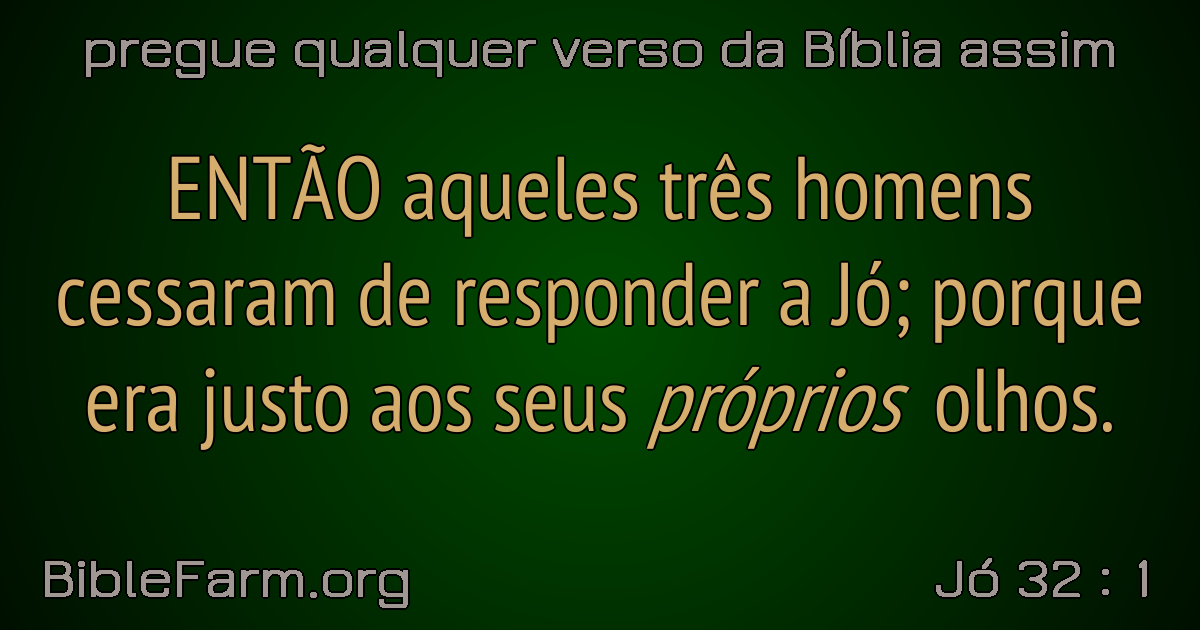 pregue qualquer verso da Bíblia assim
ENTÃO aqueles três homens
cessaram de responder a Jó; porque
era justo aos seus próprios olhos.
BibleFarm.org
Jó 32 : 1